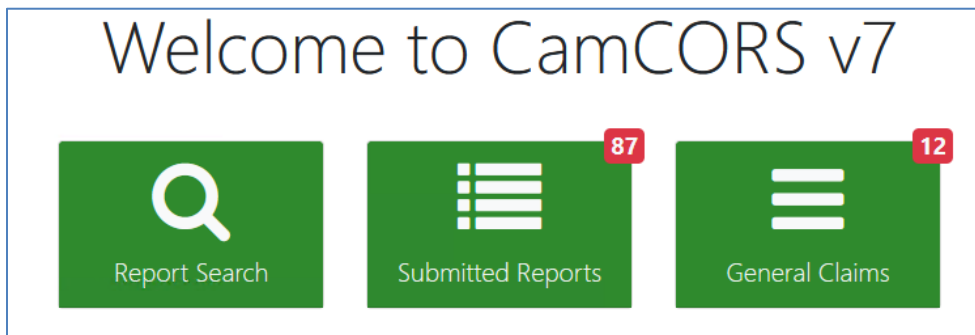 Welcome to CamCORS v7
87
12
Report Search
Submitted Reports
General Claims